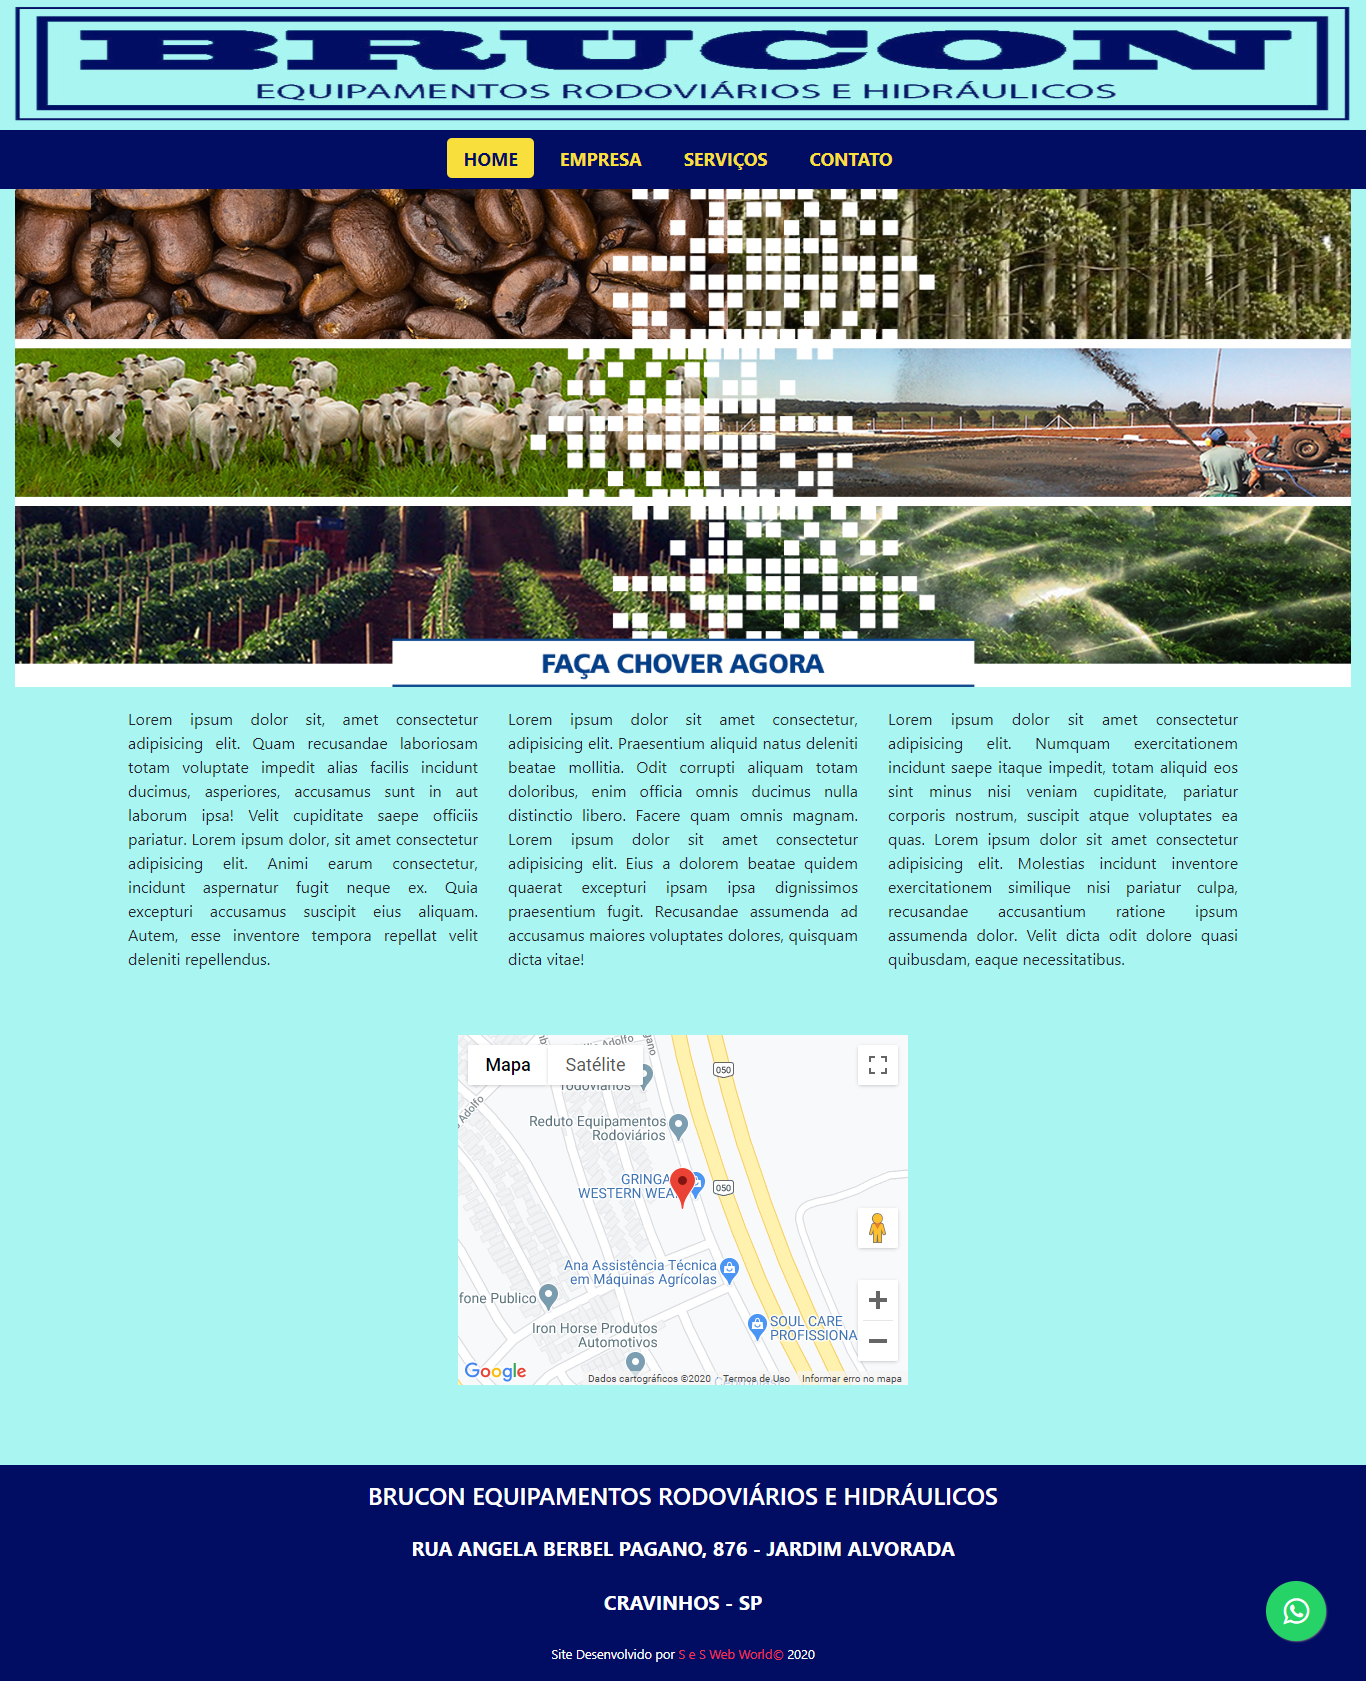 BRUCON
EQUIPAMENTOS RODOVIÁRIOS E HIDRÁULICOS
HOME EMPRESA SERVIÇOS CONTATO
FAÇA CHOVER AGORA
Lorem ipsum dolor sit, amet consectetur
adipisicing elit. Quam recusandae laboriosam
totam voluptate impedit alias facilis incidunt
ducimus, asperiores, accusamus sunt in aut
laborum ipsa! Velit cupiditate saepe officiis
pariatur. Lorem ipsum dolor, sit amet consectetur
adipisicing elit. Animi earum consectetur,
incidunt aspernatur fugit neque ex. Quia
excepturi accusamus suscipit eius aliquam.
Autem, esse inventore tempora repellat velit
deleniti repellendus.
Lorem ipsum dolor sit amet consectetur,
adipisicing elit. Praesentium aliquid natus deleniti
beatae mollitia. Odit corrupti aliquam totam
doloribus, enim officia omnis ducimus nulla
distinctio libero. Facere quam omnis magnam.
Lorem ipsum dolor sit amet consectetur
adipisicing elit. Eius a dolorem beatae quidem
quaerat excepturi ipsam ipsa dignissimos
praesentium fugit. Recusandae assumenda ad
accusamus maiores voluptates dolores, quisquam
dicta vitae!
Lorem ipsum dolor sit amet consectetur
adipisicing elit. Numquam exercitationem
incidunt saepe itaque impedit, totam aliquid eos
sint minus nisi veniam cupiditate, pariatur
corporis nostrum, suscipit atque voluptates ea
quas. Lorem ipsum dolor sit amet consectetur
adipisicing elit. Molestias incidunt inventore
exercitationem similique nisi pariatur culpa,
recusandae accusantium ratione ipsum
assumenda dolor. Velit dicta odit dolore quasi
quibusdam, eaque necessitatibus.
Mapa Satélite
Adolfo
gano
rodoviários
050
Adolfo
Reduto Equipamentos
Rodoviários
GRINGA
WESTERN WEA
050
Ana Assistência Técnica
em Máquinas Agrícolas
fone Publico
Iron Horse Produtos
Automotivos
SOUL CARE
PROFISSIONA
Google
Dados cartográficos ©2020 Termos de Uso Informar erro no mapa
BRUCON EQUIPAMENTOS RODOVIÁRIOS E HIDRÁULICOS
RUA ANGELA BERBEL PAGANO, 876 - JARDIM ALVORADA
CRAVINHOS - SP
Site Desenvolvido por S e S Web World© 2020